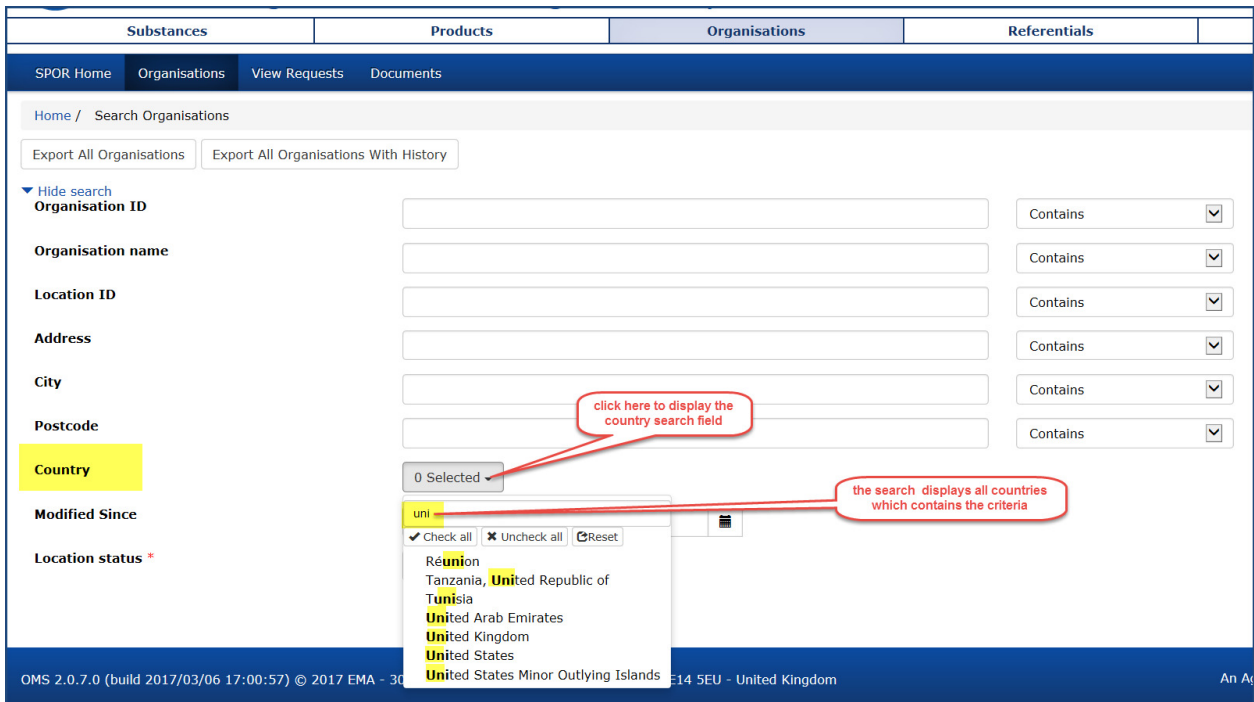 Substances Products Organisations Referentials
SPOR Home Organisations View Requests Documents
Home / Search Organisations
Export All Organisations Export All Organisations With History
Hide search
Organisation ID Contains
Organisation name Contains
Location ID Contains
Address Contains
City Contains
click here to display the
country search field
Postcode Contains
Country 0 Selected
the search displays all countries
which contains the criteria
Modified Since
uni
Check all Uncheck all Reset
Location status *
Réunion
Tanzania, United Republic of
Tunisia
United Arab Emirates
United Kingdom
United States
United States Minor Outlying Islands
OMS 2.0.7.0 (build 2017/03/06 17:00:57) © 2017 EMA - 30 E14 5EU - United Kingdom An